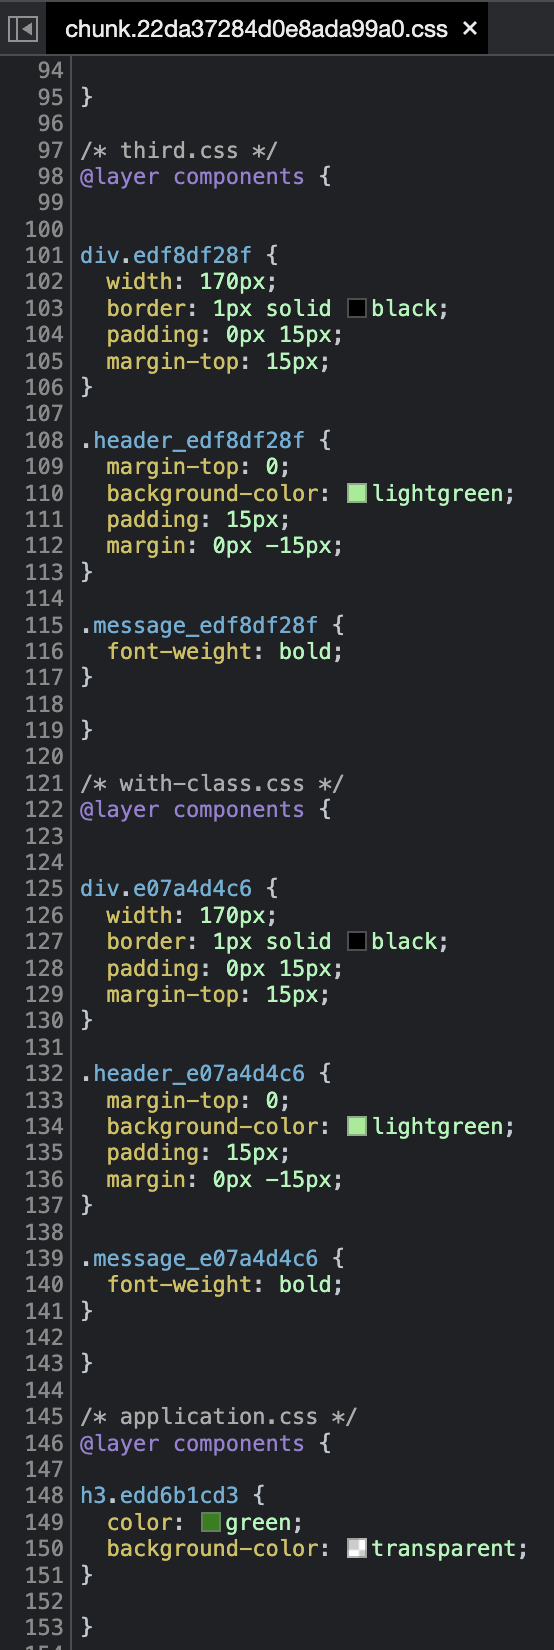 chunk.22da37284d0e8ada99a0.css ×
94
95 }
96
97 /* third.css */
98 @layer components {
99
100
101 div.edf8df28f {
102   width: 170px;
103   border: 1px solid black;
104   padding: 0px 15px;
105   margin-top: 15px;
106 }
107
108 .header_edf8df28f {
109   margin-top: 0;
110   background-color: lightgreen;
111   padding: 15px;
112   margin: 0px -15px;
113 }
114
115 .message_edf8df28f {
116   font-weight: bold;
117 }
118
119 }
120
121 /* with-class.css */
122 @layer components {
123
124
125 div.e07a4d4c6 {
126   width: 170px;
127   border: 1px solid black;
128   padding: 0px 15px;
129   margin-top: 15px;
130 }
131
132 .header_e07a4d4c6 {
133   margin-top: 0;
134   background-color: lightgreen;
135   padding: 15px;
136   margin: 0px -15px;
137 }
138
139 .message_e07a4d4c6 {
140   font-weight: bold;
141 }
142
143 }
144
145 /* application.css */
146 @layer components {
147
148 h3.edd6b1cd3 {
149   color: green;
150   background-color: transparent;
151 }
152
153 }